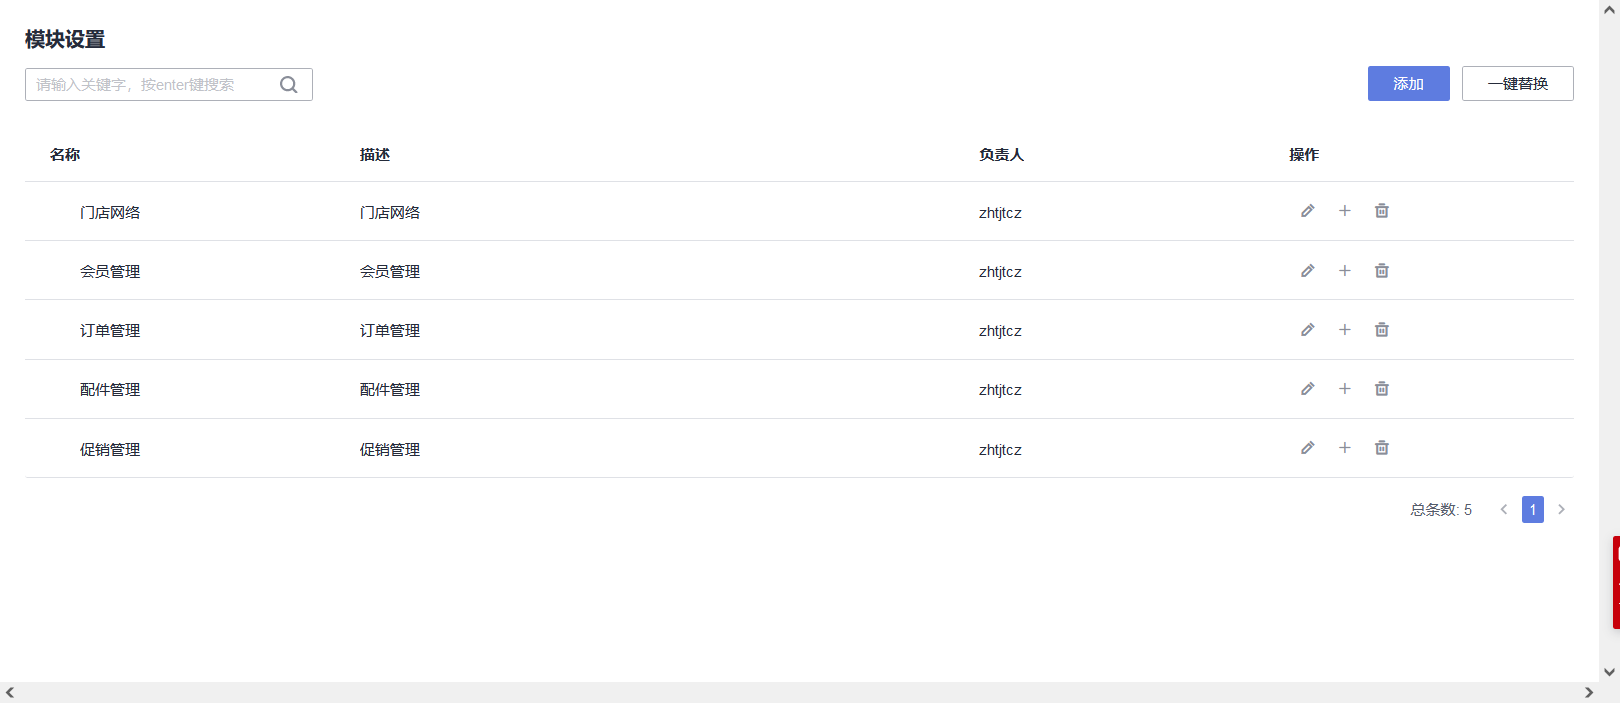 模块设置
请输入关键字，按enter键搜索
添加 一键替换
名称 描述 负责人 操作
门店网络 门店网络 zhtjtcz
会员管理 会员管理 zhtjtcz
订单管理 订单管理 zhtjtcz
配件管理 配件管理 zhtjtcz
促销管理 促销管理 zhtjtcz
总条数: 5 1